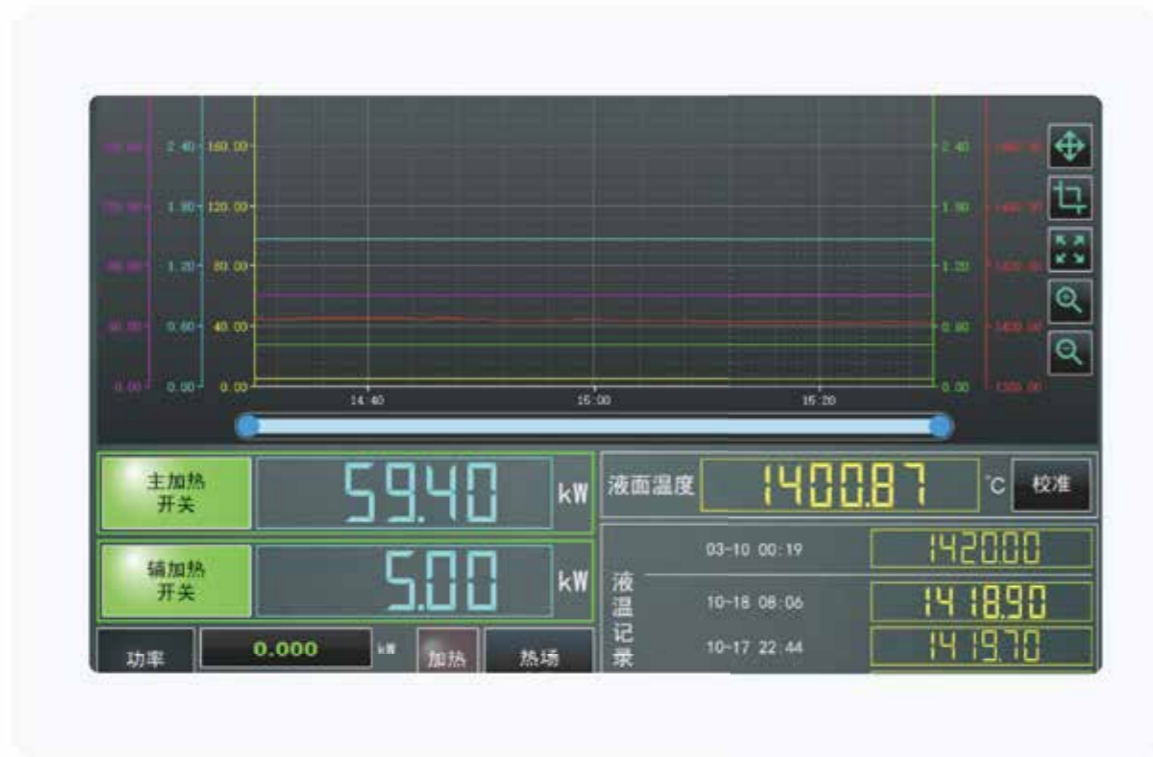 2.40 160.00 2.40
1.80 120.00 1.80
1.20 80.00 1.20
0.60 40.00
0.00 0.00 0.00 0.00
14:40 15:00 15:20
主加热
开关
59.40 kW
液面温度 1400.87 °C 校准
辅加热
开关
5.00 kW
液温记录
03-10 00:19 1420.00
10-18 08:06 1418.90
10-17 22:44 1419.70
功率 0.000 kW 加热 热场